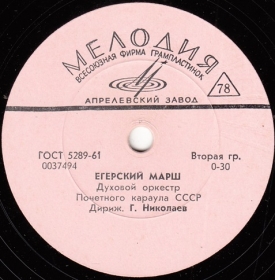 МЕЛОДИЯ
ВСЕСОЮЗНАЯ ФИРМА ГРАМПЛАСТИНОК
78
АПРЕЛЕВСКИЙ ЗАВОД
ГОСТ 5289-61 Вторая гр.
0037494 0-30
ЕГЕРСКИЙ МАРШ
Духовой оркестр
Почетного караула СССР
Дириж. Г. Николаев